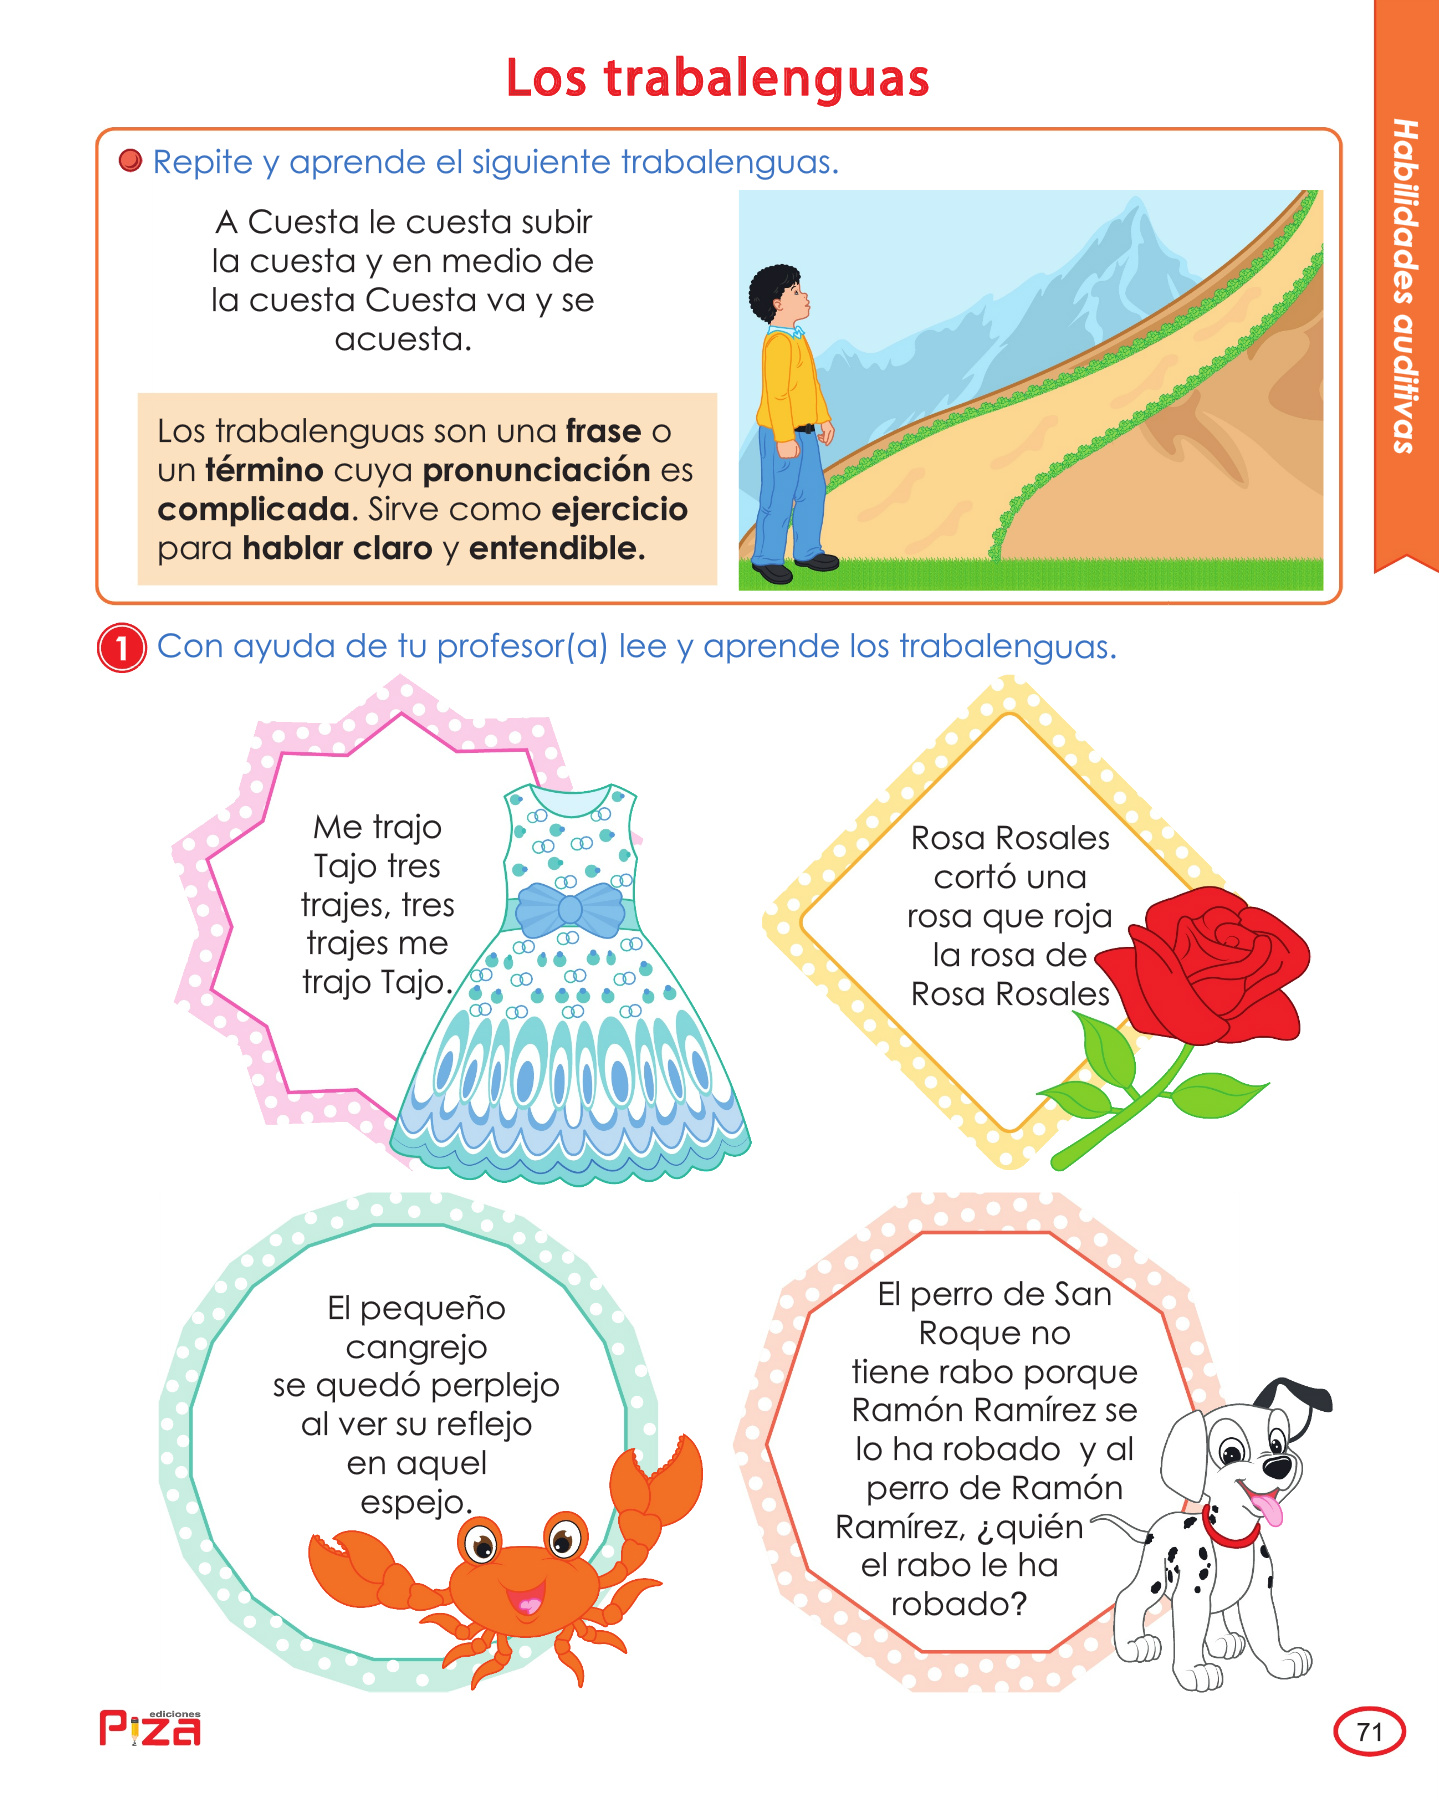 Los trabalenguas
Habilidades auditivas
Repite y aprende el siguiente trabalenguas.
A Cuesta le cuesta subir
la cuesta y en medio de
la cuesta Cuesta va y se
acuesta.
Los trabalenguas son una frase o
un término cuya pronunciación es
complicada. Sirve como ejercicio
para hablar claro y entendible.
1 Con ayuda de tu profesor(a) lee y aprende los trabalenguas.
Me trajo
Tajo tres
trajes, tres
trajes me
trajo Tajo.
Rosa Rosales
cortó una
rosa que roja
la rosa de
Rosa Rosales
El pequeño
cangrejo
se quedó perplejo
al ver su reflejo
en aquel
espejo.
El perro de San
Roque no
tiene rabo porque
Ramón Ramírez se
lo ha robado y al
perro de Ramón
Ramírez, ¿quién
el rabo le ha
robado?
ediciones
Piza
71